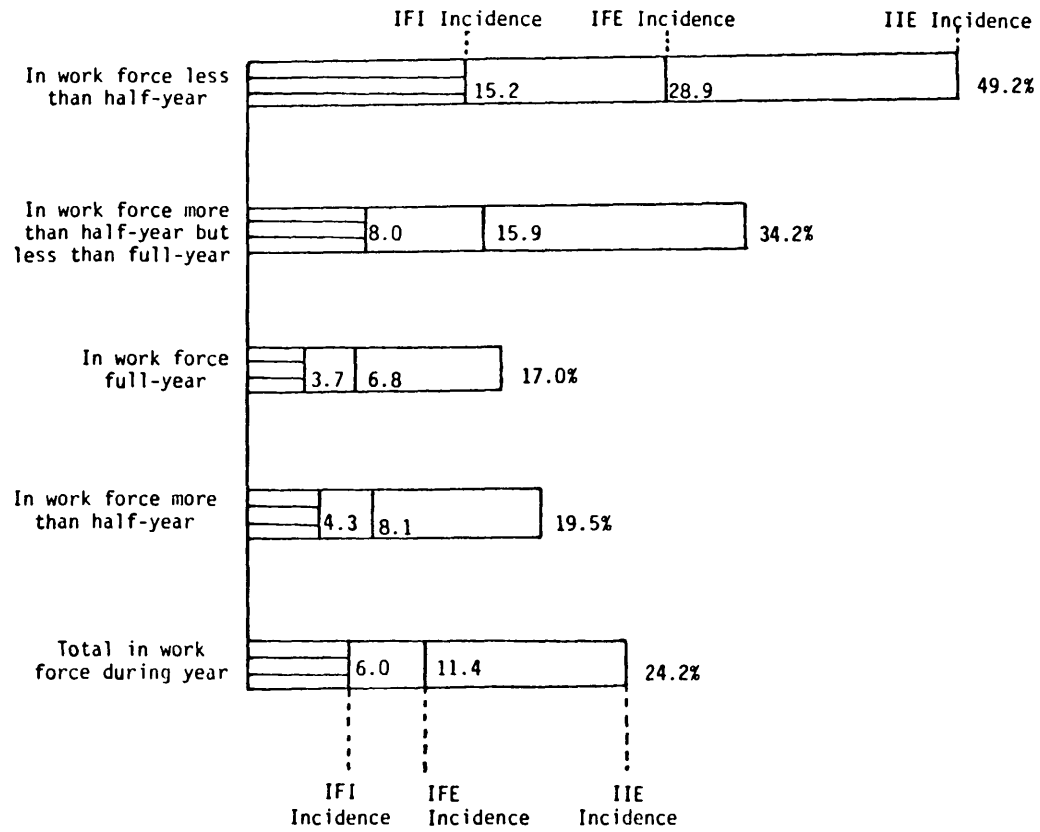 IFI Incidence IFE Incidence IIE Incidence
In work force less
than half-year
15.2 28.9 49.2%
In work force more
than half-year but
less than full-year
8.0 15.9 34.2%
In work force
full-year
3.7 6.8 17.0%
In work force more
than half-year
4.3 8.1 19.5%
Total in work
force during year
6.0 11.4 24.2%
IFI
Incidence
IFE
Incidence
IIE
Incidence